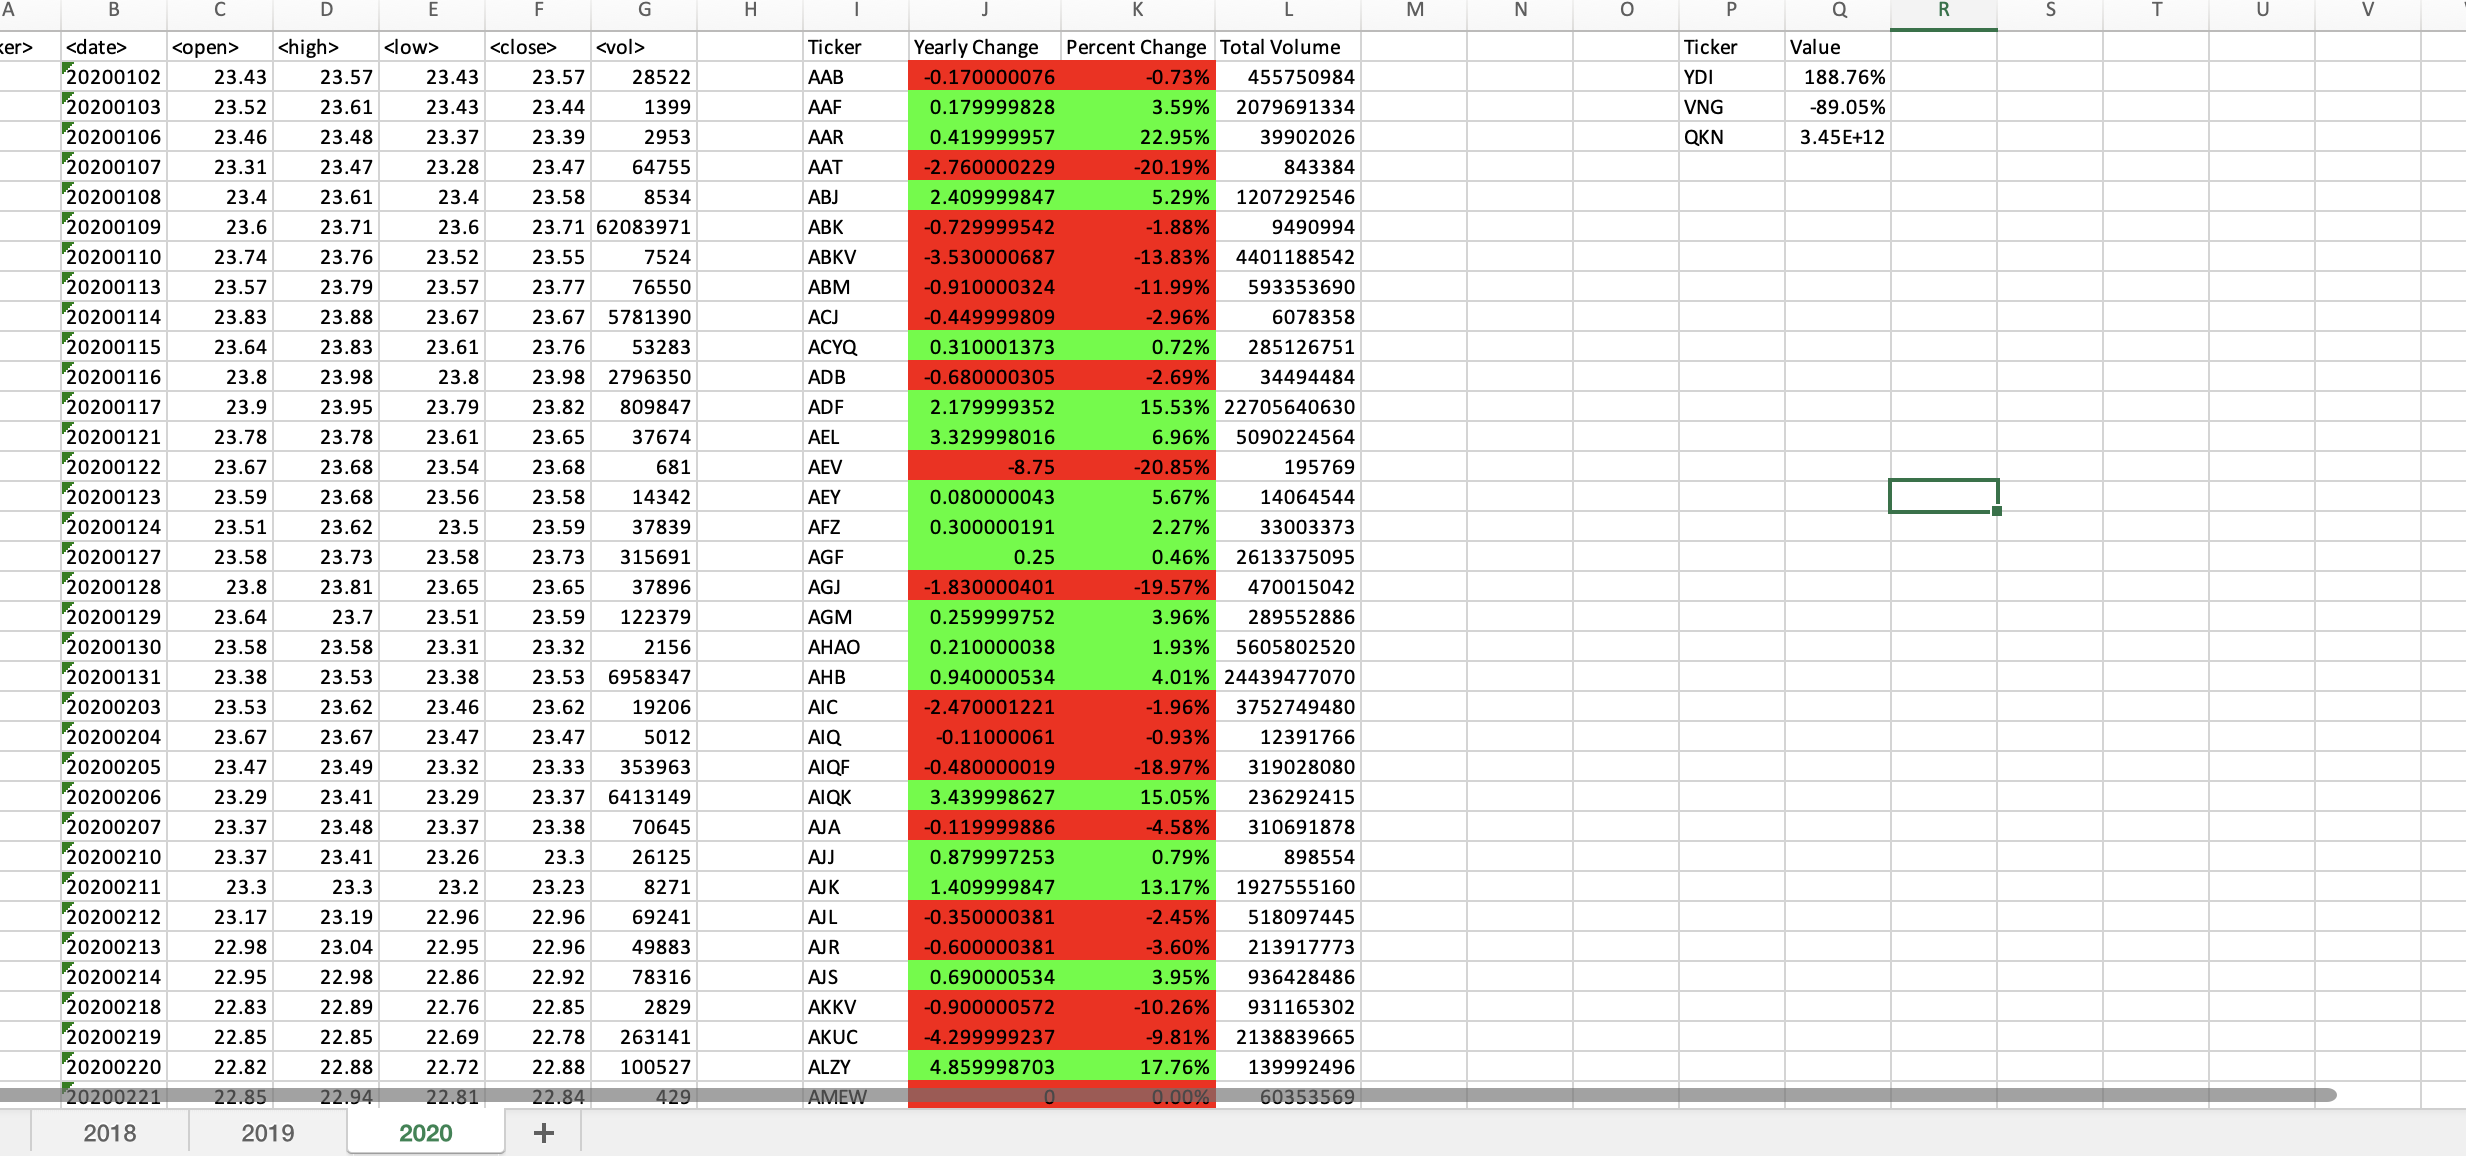 A B C D E F G H I J K L M N O P Q R S T U V
ker> <date> <open> <high> <low> <close> <vol> Ticker Yearly Change Percent Change Total Volume Ticker Value
20200102 23.43 23.57 23.43 23.57 28522 AAB -0.170000076 -0.73% 455750984 YDI 188.76%
20200103 23.52 23.61 23.43 23.44 1399 AAF 0.179999828 3.59% 2079691334 VNG -89.05%
20200106 23.46 23.48 23.37 23.39 2953 AAR 0.419999957 22.95% 39902026 QKN 3.45E+12
20200107 23.31 23.47 23.28 23.47 64755 AAT -2.760000229 -20.19% 843384
20200108 23.4 23.61 23.4 23.58 8534 ABJ 2.409999847 5.29% 1207292546
20200109 23.6 23.71 23.6 23.71 62083971 ABK -0.729999542 -1.88% 9490994
20200110 23.74 23.76 23.52 23.55 7524 ABKV -3.530000687 -13.83% 4401188542
20200113 23.57 23.79 23.57 23.77 76550 ABM -0.910000324 -11.99% 593353690
20200114 23.83 23.88 23.67 23.67 5781390 ACJ -0.449999809 -2.96% 6078358
20200115 23.64 23.83 23.61 23.76 53283 ACYQ 0.310001373 0.72% 285126751
20200116 23.8 23.98 23.8 23.98 2796350 ADB -0.680000305 -2.69% 34494484
20200117 23.9 23.95 23.79 23.82 809847 ADF 2.179999352 15.53% 22705640630
20200121 23.78 23.78 23.61 23.65 37674 AEL 3.329998016 6.96% 5090224564
20200122 23.67 23.68 23.54 23.68 681 AEV -8.75 -20.85% 195769
20200123 23.59 23.68 23.56 23.58 14342 AEY 0.080000043 5.67% 14064544
20200124 23.51 23.62 23.5 23.59 37839 AFZ 0.300000191 2.27% 33003373
20200127 23.58 23.73 23.58 23.73 315691 AGF 0.25 0.46% 2613375095
20200128 23.8 23.81 23.65 23.65 37896 AGJ -1.830000401 -19.57% 470015042
20200129 23.64 23.7 23.51 23.59 122379 AGM 0.259999752 3.96% 289552886
20200130 23.58 23.58 23.31 23.32 2156 AHAO 0.210000038 1.93% 5605802520
20200131 23.38 23.53 23.38 23.53 6958347 AHB 0.940000534 4.01% 24439477070
20200203 23.53 23.62 23.46 23.62 19206 AIC -2.470001221 -1.96% 3752749480
20200204 23.67 23.67 23.47 23.47 5012 AIQ -0.11000061 -0.93% 12391766
20200205 23.47 23.49 23.32 23.33 353963 AIQF -0.480000019 -18.97% 319028080
20200206 23.29 23.41 23.29 23.37 6413149 AIQK 3.439998627 15.05% 236292415
20200207 23.37 23.48 23.37 23.38 70645 AJA -0.119999886 -4.58% 310691878
20200210 23.37 23.41 23.26 23.3 26125 AJJ 0.879997253 0.79% 898554
20200211 23.3 23.3 23.2 23.23 8271 AJK 1.409999847 13.17% 1927555160
20200212 23.17 23.19 22.96 22.96 69241 AJL -0.350000381 -2.45% 518097445
20200213 22.98 23.04 22.95 22.96 49883 AJR -0.600000381 -3.60% 213917773
20200214 22.95 22.98 22.86 22.92 78316 AJS 0.690000534 3.95% 936428486
20200218 22.83 22.89 22.76 22.85 2829 AKKV -0.900000572 -10.26% 931165302
20200219 22.85 22.85 22.69 22.78 263141 AKUC -4.299999237 -9.81% 2138839665
20200220 22.82 22.88 22.72 22.88 100527 ALZY 4.859998703 17.76% 139992496
20200221 22.85 22.94 22.81 22.84 429 AMEW 0 0.00% 60353569
2018 2019 2020 +